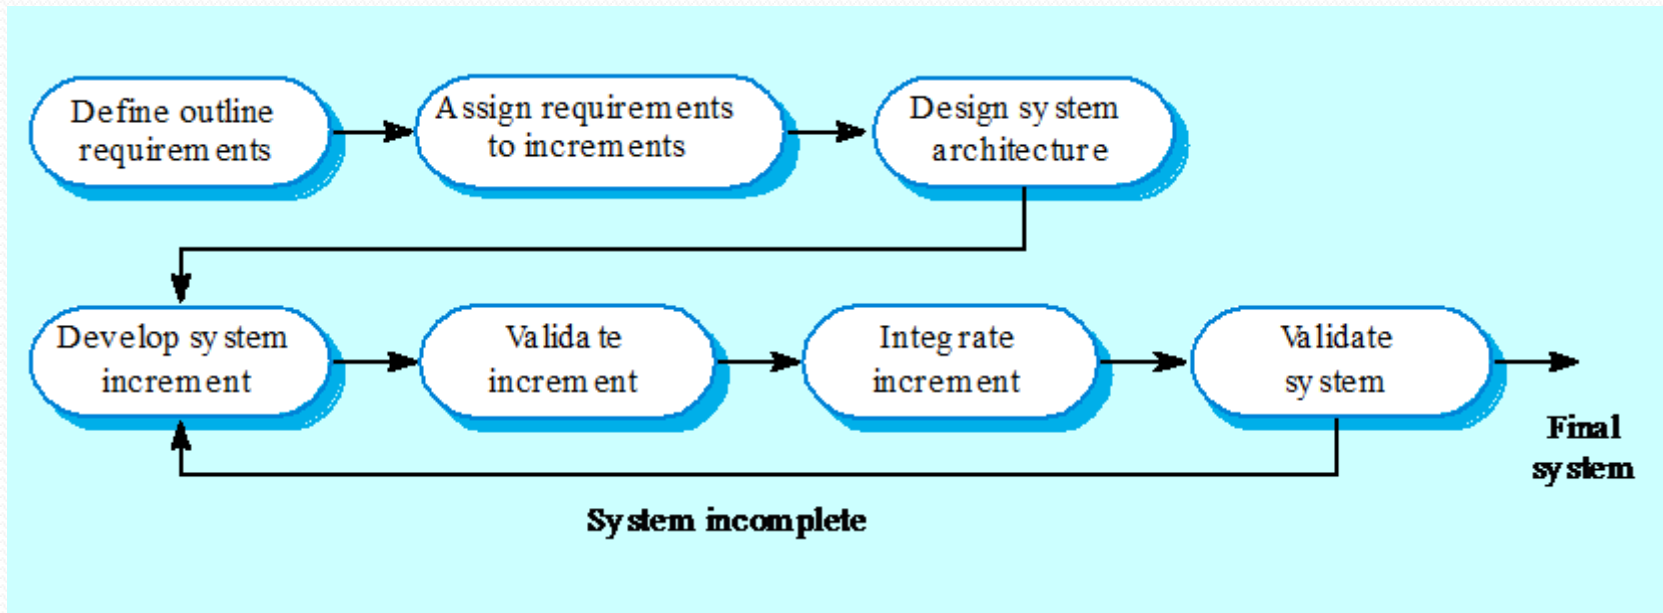 Define outline
requirements
Assign requirements
to increments
Design system
architecture
Develop system
increment
Validate
increment
Integrate
increment
Validate
system
Final
system
System incomplete